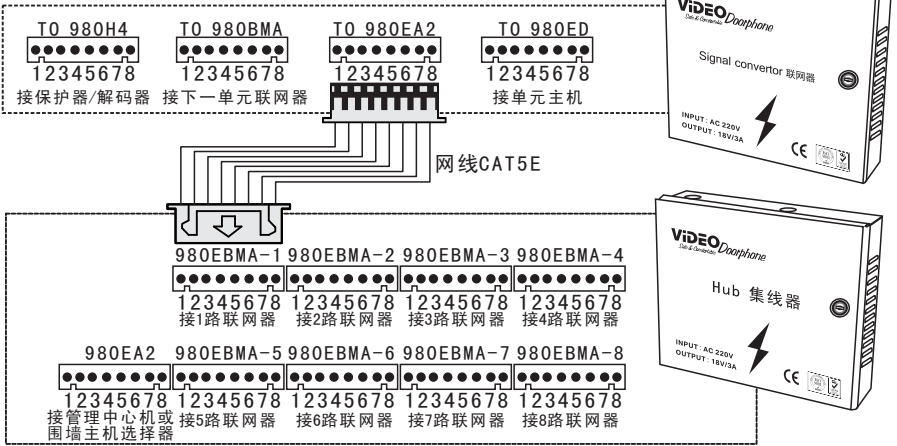 TO 980H4 TO 980BMA TO 980EA2 TO 980ED
12345678 12345678 12345678 12345678
接保护器/解码器 接下一单元联网器 接单元主机
ViDEO Doorphone
Safe & Convenient
Signal convertor 联网器
INPUT: AC 220V
OUTPUT: 18V/3A
CE
网线CAT5E
980EBMA-1 980EBMA-2 980EBMA-3 980EBMA-4
12345678 12345678 12345678 12345678
接1路联网器 接2路联网器 接3路联网器 接4路联网器
980EA2 980EBMA-5 980EBMA-6 980EBMA-7 980EBMA-8
12345678 12345678 12345678 12345678 12345678
接管理中心机或 接5路联网器 接6路联网器 接7路联网器 接8路联网器
围墙主机选择器
ViDEO Doorphone
Safe & Convenient
Hub 集线器
INPUT: AC 220V
OUTPUT: 18V/3A
CE